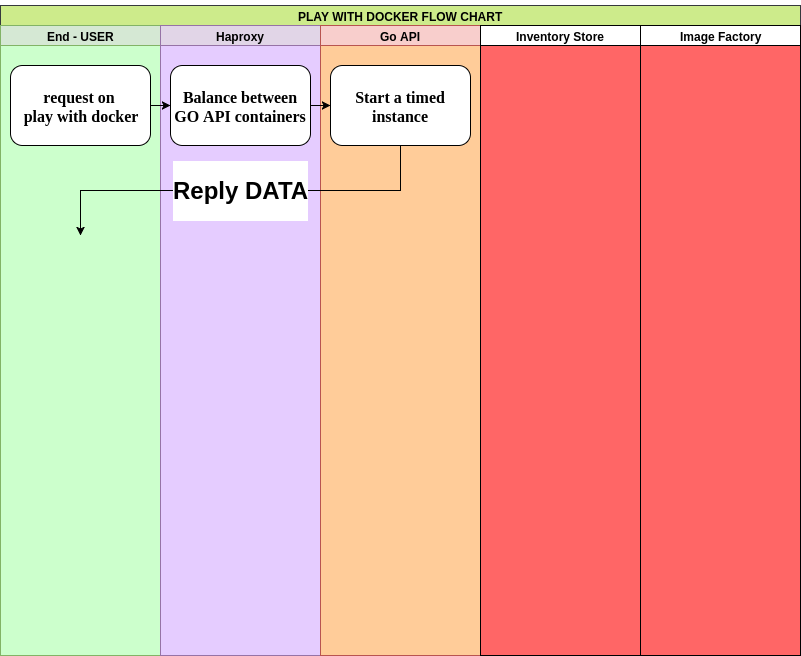 PLAY WITH DOCKER FLOW CHART
End - USER
Haproxy
Go API
Inventory Store
Image Factory
request on
play with docker
Balance between
GO API containers
Start a timed
instance
Reply DATA